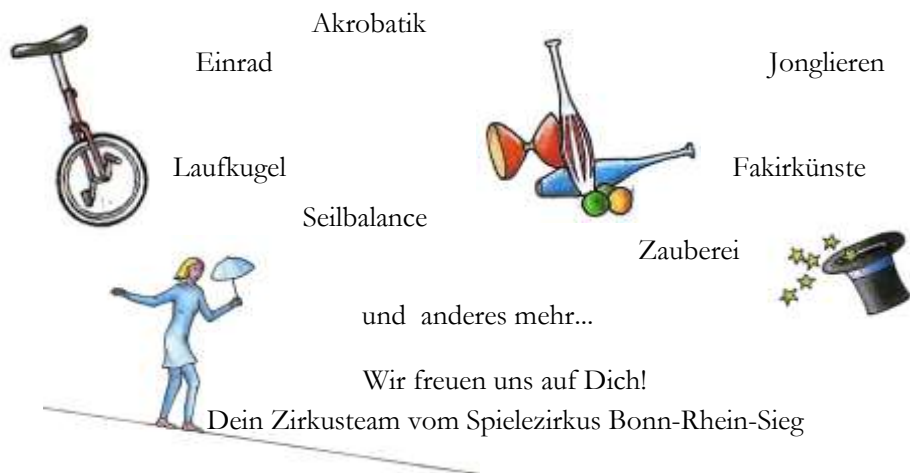 Akrobatik
Einrad
Jonglieren
Laufkugel
Fakirkünste
Seilbalance
Zauberei
und anderes mehr...
Wir freuen uns auf Dich!
Dein Zirkusteam vom Spielezirkus Bonn-Rhein-Sieg